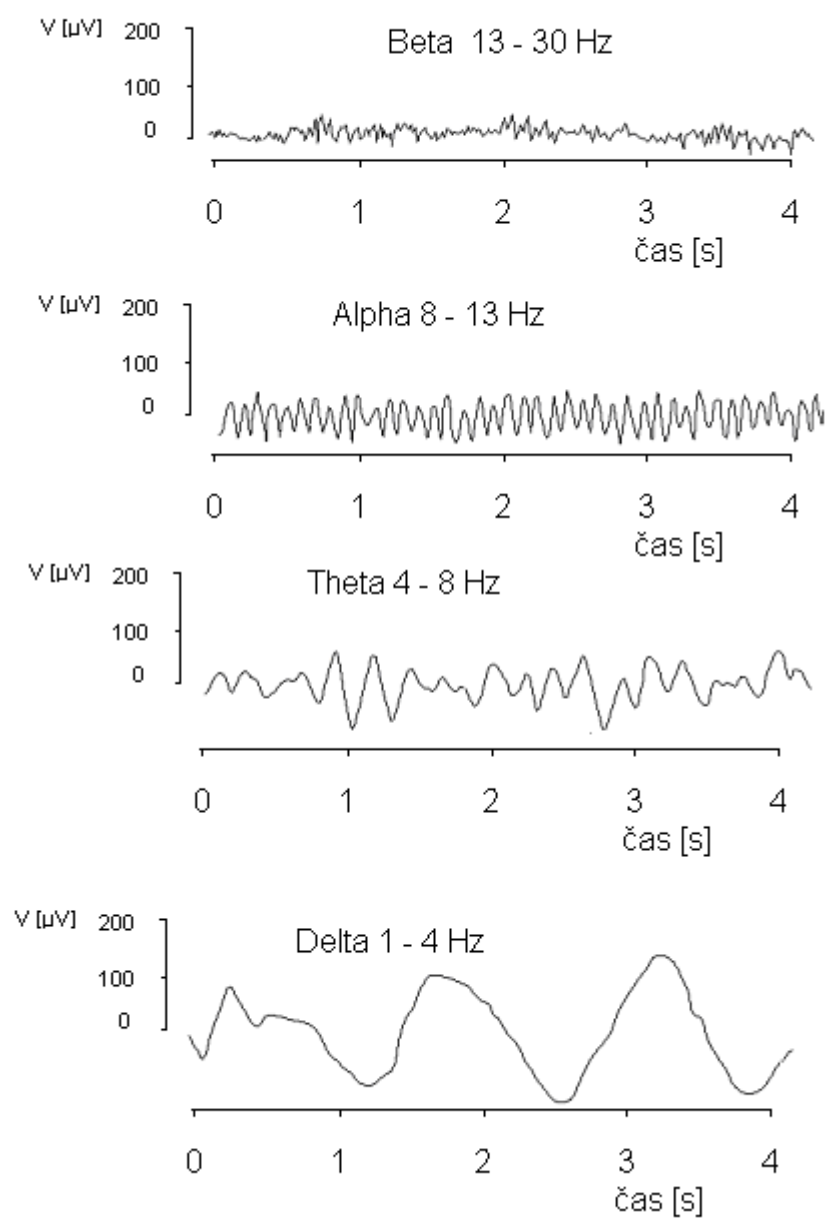 V [µV] 200 Beta 13 - 30 Hz
100
0
0 1 2 3 4
čas [s]
V [µV] 200 Alpha 8 - 13 Hz
100
0
0 1 2 3 4
čas [s]
V [µV] 200 Theta 4 - 8 Hz
100
0
0 1 2 3 4
čas [s]
V [µV] 200
Delta 1 - 4 Hz
100
0
0 1 2 3 4
čas [s]